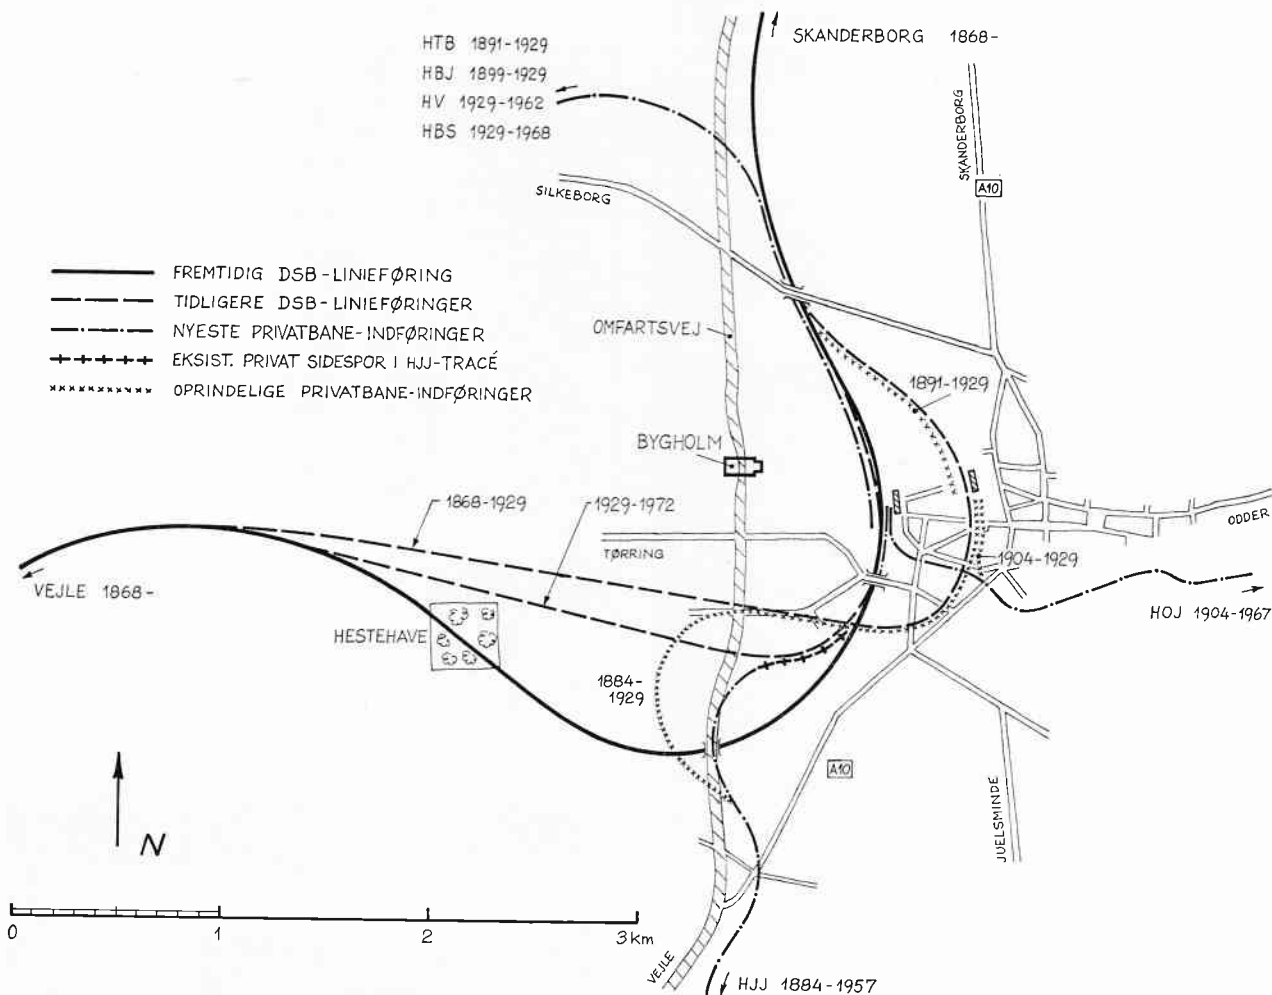 HTB 1891-1929
HBJ 1899-1929
HV 1929-1962
HBS 1929-1968
SKANDERBORG 1868-
SKANDERBORG
A10
SILKEBORG
FREMTIDIG DSB-LINIEFØRING
TIDLIGERE DSB-LINIEFØRINGER
NYESTE PRIVATBANE-INDFØRINGER
EKSIST. PRIVAT SIDESPOR I HJJ-TRACÉ
OPRINDELIGE PRIVATBANE-INDFØRINGER
OMFARTSVEJ
1891-1929
BYGHOLM
1868-1929
1929-1972
ODDER
TØRRING
1904-1929
VEJLE 1868-
HOJ 1904-1967
HESTEHAVE
1884-
1929
A10
JUELSMINDE
N
0 1 2 3 km
VEJLE
HJJ 1884-1957